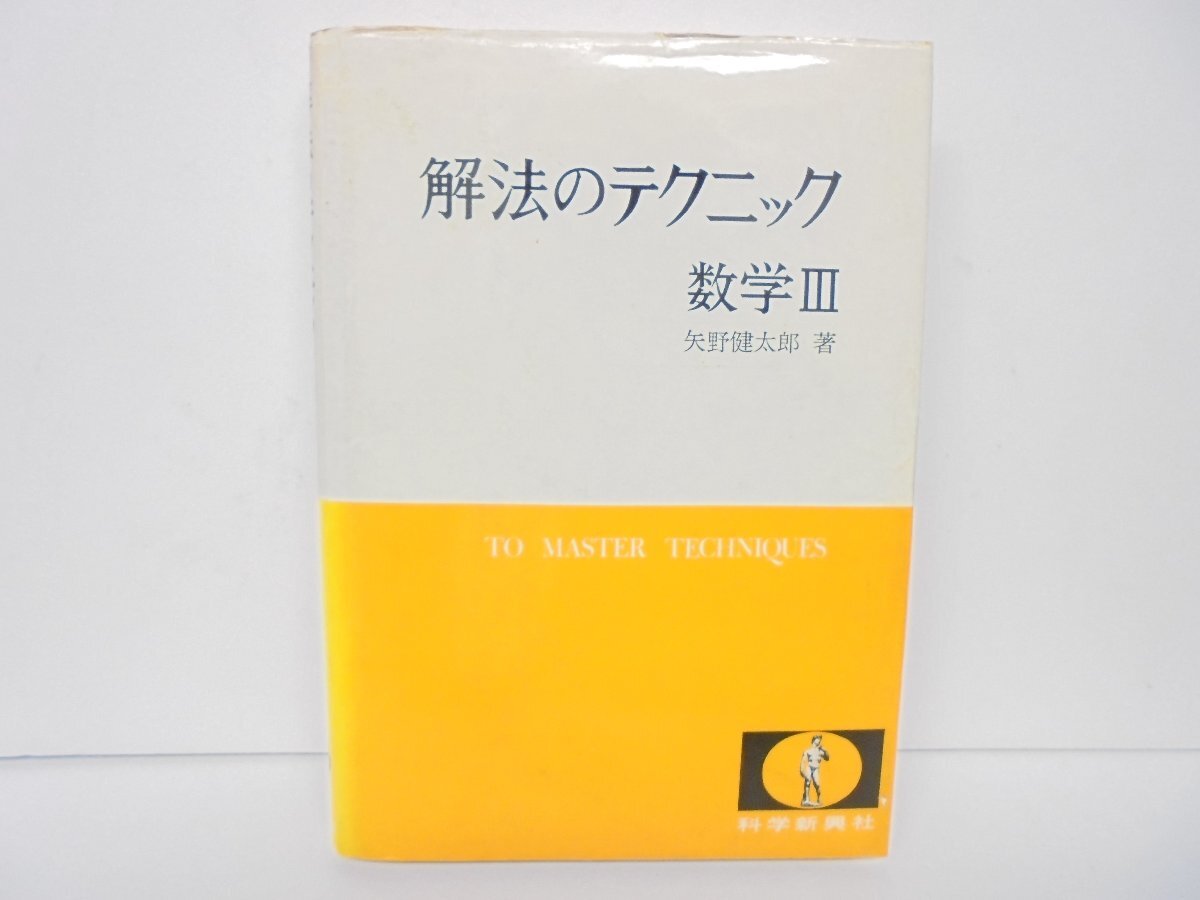 解法のテクニック
数学III
矢野健太郎 著
TO MASTER TECHNIQUES
科学新興社